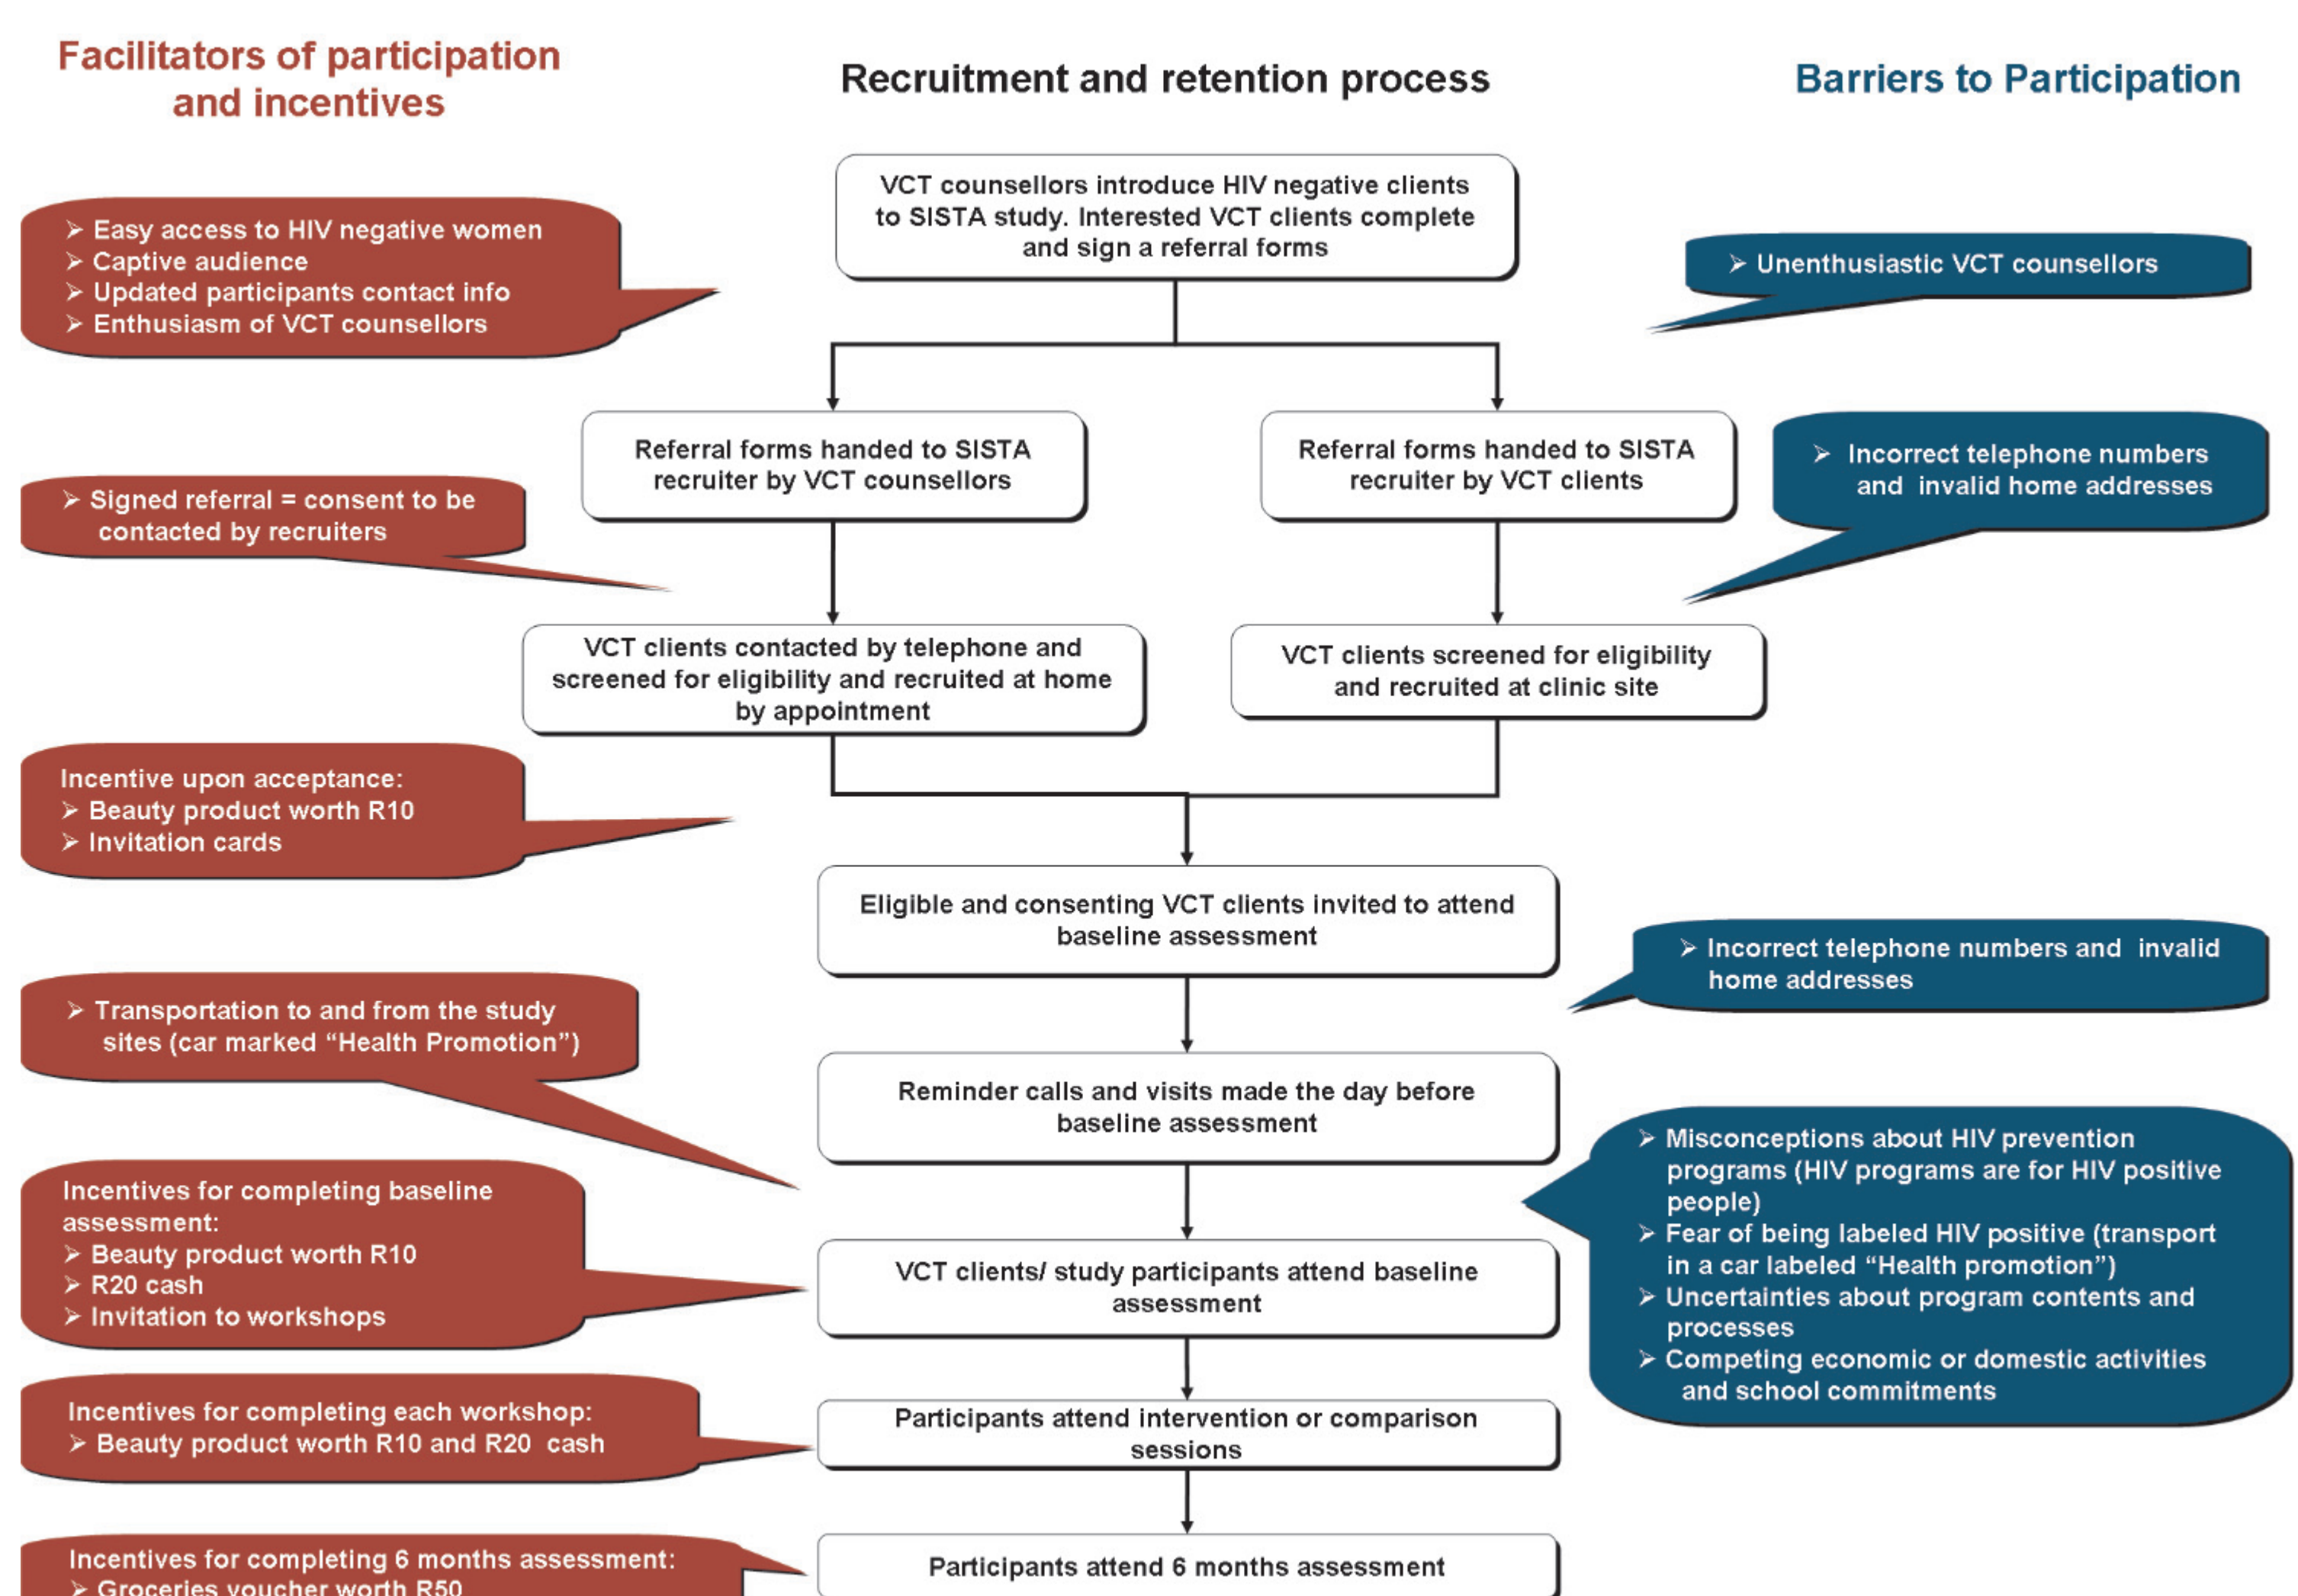 Facilitators of participation
and incentives
Recruitment and retention process
Barriers to Participation
VCT counsellors introduce HIV negative clients
to SISTA study. Interested VCT clients complete
and sign a referral forms
➢ Easy access to HIV negative women
➢ Captive audience
➢ Updated participants contact info
➢ Enthusiasm of VCT counsellors
➢ Unenthusiastic VCT counsellors
Referral forms handed to SISTA
recruiter by VCT counsellors
Referral forms handed to SISTA
recruiter by VCT clients
➢ Incorrect telephone numbers
and invalid home addresses
➢ Signed referral = consent to be
contacted by recruiters
VCT clients contacted by telephone and
screened for eligibility and recruited at home
by appointment
VCT clients screened for eligibility
and recruited at clinic site
Incentive upon acceptance:
➢ Beauty product worth R10
➢ Invitation cards
Eligible and consenting VCT clients invited to attend
baseline assessment
➢ Incorrect telephone numbers and invalid
home addresses
➢ Transportation to and from the study
sites (car marked “Health Promotion”)
Reminder calls and visits made the day before
baseline assessment
➢ Misconceptions about HIV prevention
programs (HIV programs are for HIV positive
people)
➢ Fear of being labeled HIV positive (transport
in a car labeled “Health promotion”)
➢ Uncertainties about program contents and
processes
➢ Competing economic or domestic activities
and school commitments
Incentives for completing baseline
assessment:
➢ Beauty product worth R10
➢ R20 cash
➢ Invitation to workshops
VCT clients/ study participants attend baseline
assessment
Incentives for completing each workshop:
➢ Beauty product worth R10 and R20 cash
Participants attend intervention or comparison
sessions
Incentives for completing 6 months assessment:
➢ Groceries voucher worth R50
Participants attend 6 months assessment